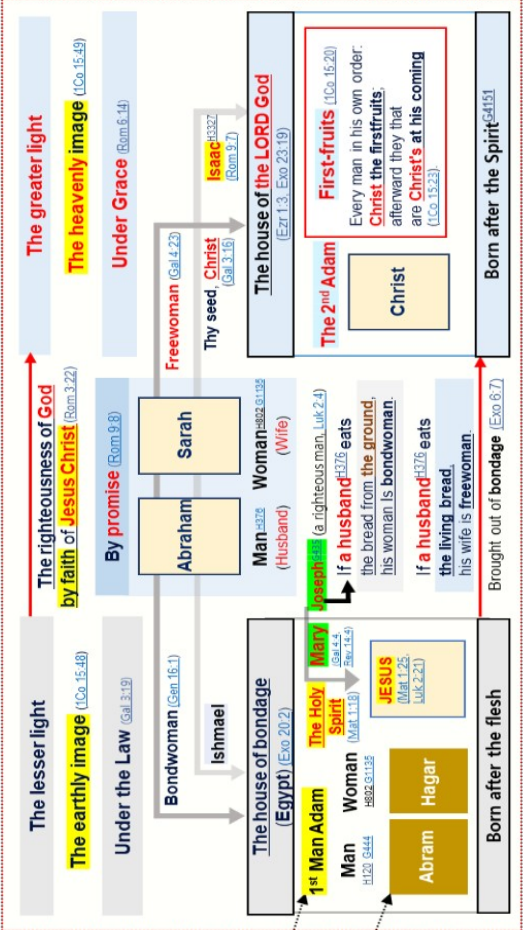 The lesser light
The righteousness of God
by faith of Jesus Christ (Rom 3:22)
The greater light
The earthly image (1Co 15:48)
The heavenly image (1Co 15:49)
Under the Law (Gal 3:19)
By promise (Rom 9:8)
Under Grace (Rom 6:14)
Bondwoman (Gen 16:1)
Abraham
Sarah
Freewoman (Gal 4:23)
Ishmael
Thy seed, Christ
(Gal 3:16)
Isaac H3327
(Rom 9:7)
Man H376
(Husband)
Woman H802 G1135
(Wife)
The house of bondage
(Egypt) (Exo 20:2)
The house of the LORD God
(Ezr 1:3, Exo 23:19)
1st Man Adam
The Holy
Spirit
(Mat 1:18)
Mary
(Gal 4:4,
Rev 14:4)
Joseph G435 (a righteous man, Luk 2:4)
Man
H120 G444
Woman
H802 G1135
JESUS
(Mat 1:25,
Luk 2:21)
Abram
Hagar
If a husband H376 eats
the bread from the ground,
his woman Is bondwoman.
If a husband H376 eats
the living bread,
his wife is freewoman.
The 2nd Adam
Christ
First-fruits (1Co 15:20)
Every man in his own order:
Christ the firstfruits;
afterward they that
are Christ's at his coming
(1Co 15:23).
Born after the flesh
Brought out of bondage (Exo 6:7)
Born after the Spirit G4151